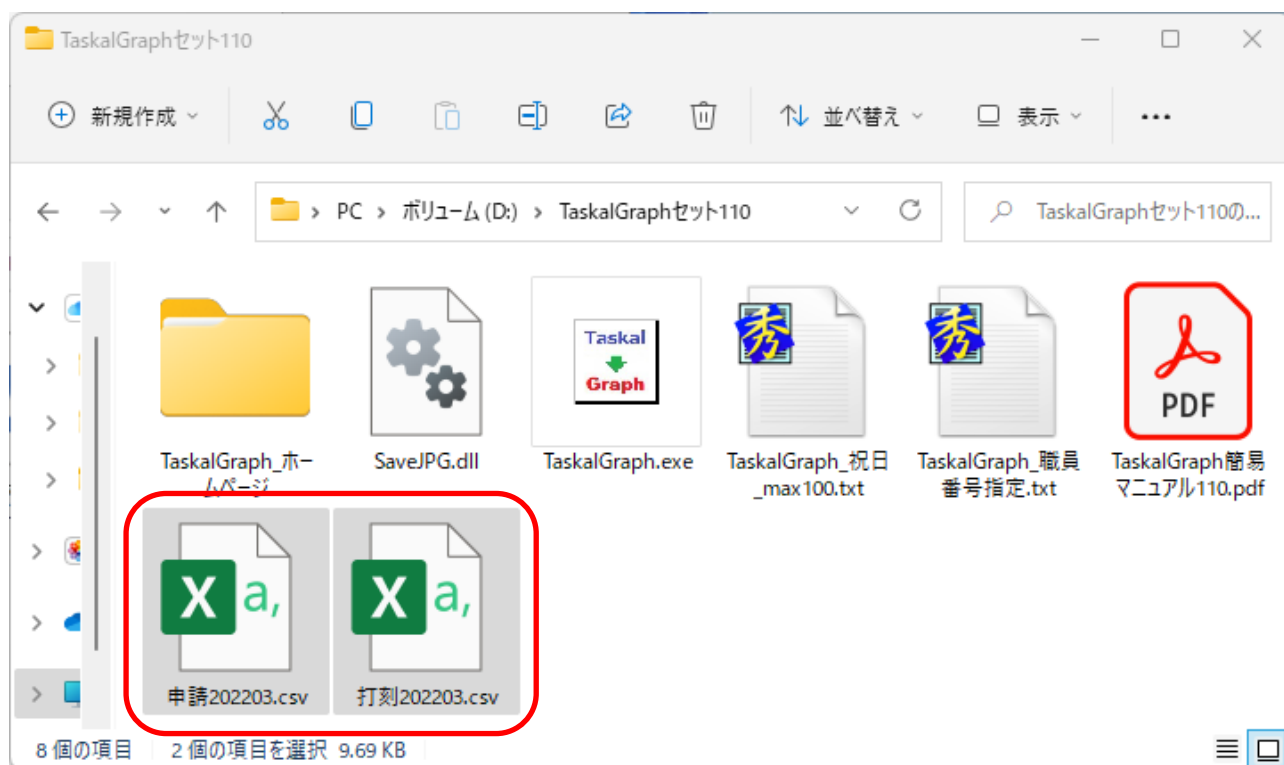 TaskalGraphセット110
新規作成
並べ替え
表示
PC > ボリューム (D:) > TaskalGraphセット110
TaskalGraphセット110の...
Taskal
Graph
秀
秀
PDF
TaskalGraph_ホー
ムページ
SaveJPG.dll
TaskalGraph.exe
TaskalGraph_祝日
_max100.txt
TaskalGraph_職員
番号指定.txt
TaskalGraph簡易
マニュアル110.pdf
X a,
X a,
申請202203.csv
打刻202203.csv
8 個の項目
2 個の項目を選択 9.69 KB